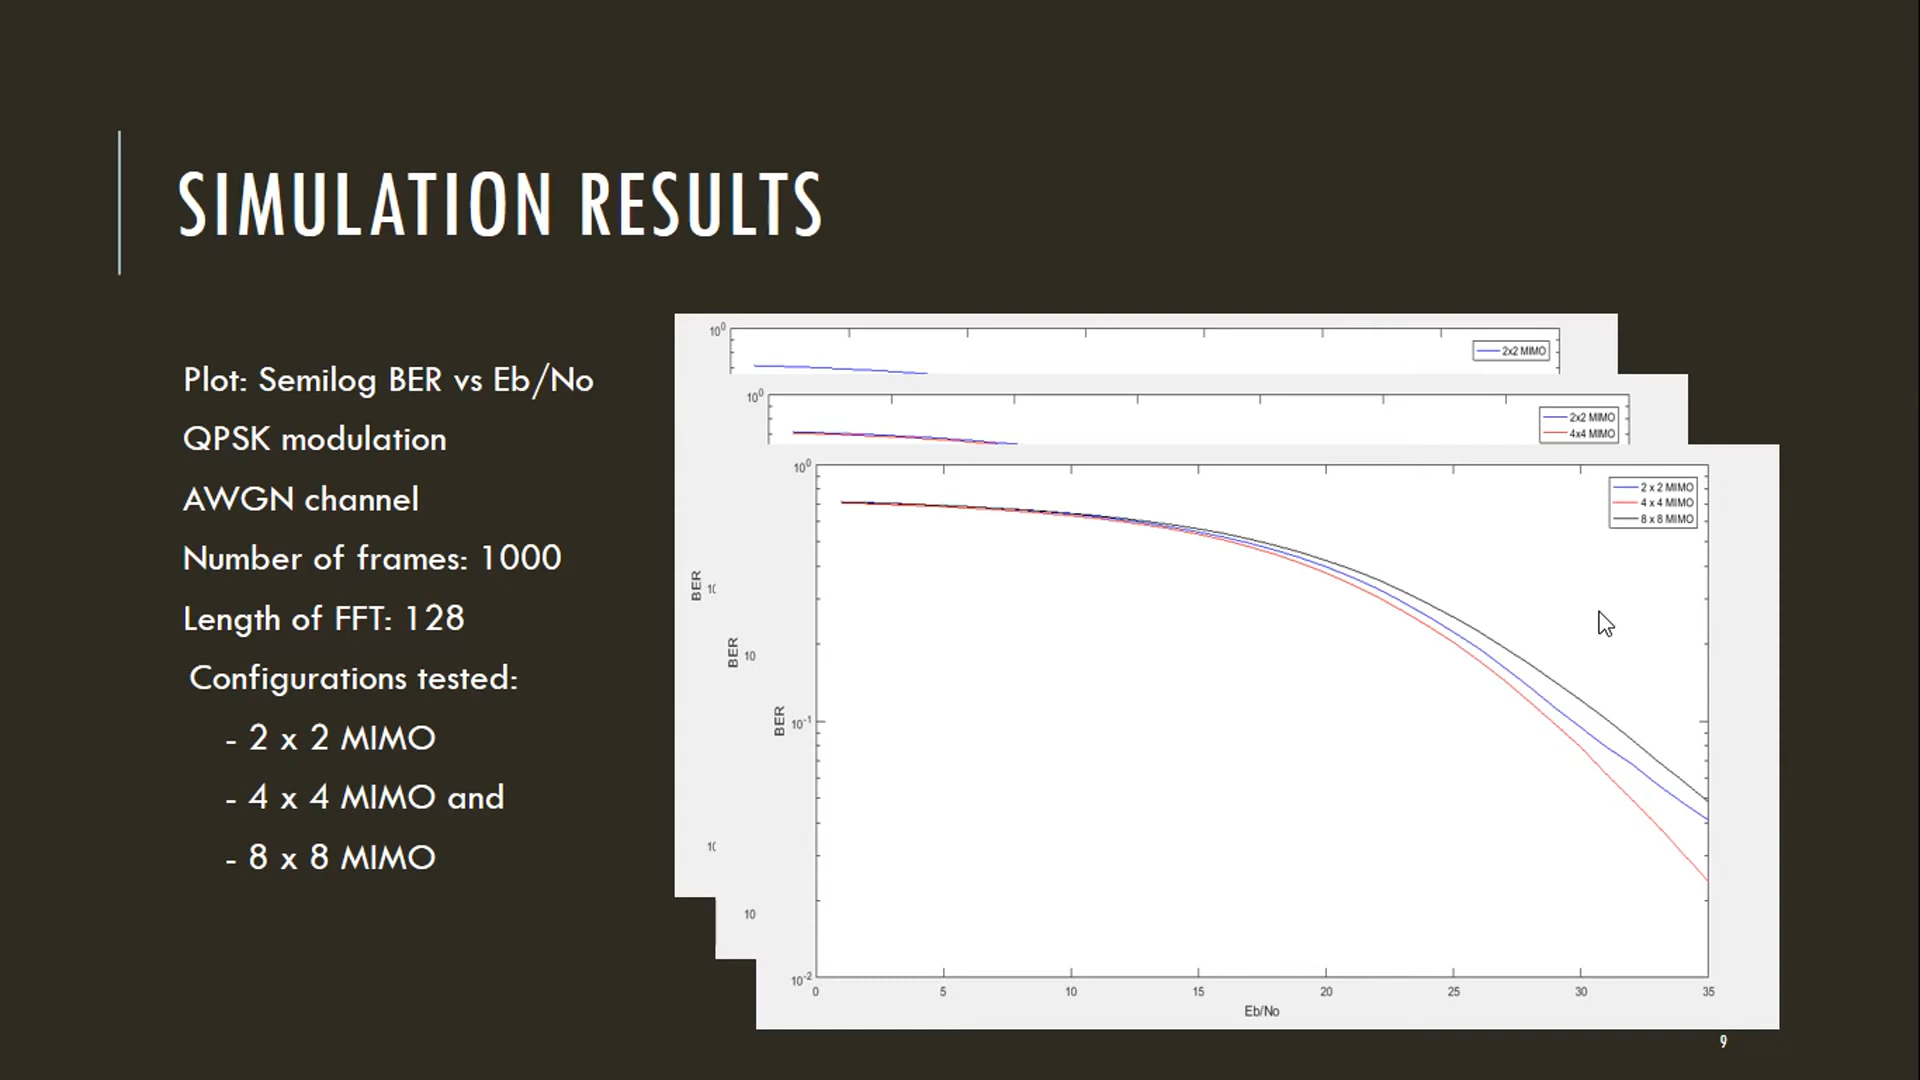 SIMULATION RESULTS
Plot: Semilog BER vs Eb/No
QPSK modulation
AWGN channel
Number of frames: 1000
Length of FFT: 128
Configurations tested:
- 2 x 2 MIMO
- 4 x 4 MIMO and
- 8 x 8 MIMO
10^0
2x2 MIMO
BER
10^0
2x2 MIMO
4x4 MIMO
BER
10
10
10^0
2 x 2 MIMO
4 x 4 MIMO
8 x 8 MIMO
BER
10^-1
10^-2
0 5 10 15 20 25 30 35
Eb/No
9